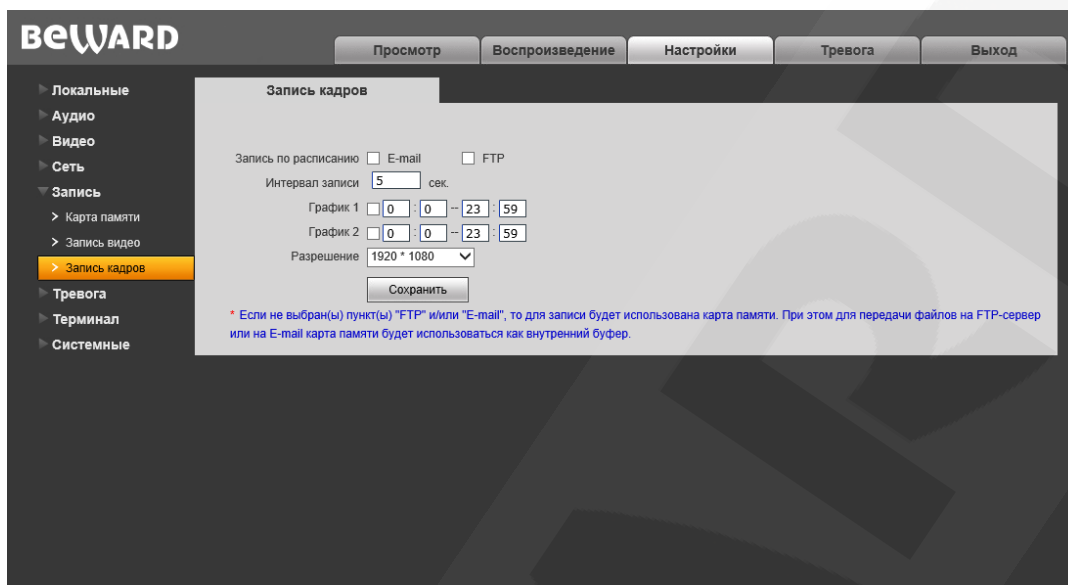 BEWARD
Просмотр Воспроизведение Настройки Тревога Выход
Локальные
Аудио
Видео
Сеть
Запись
> Карта памяти
> Запись видео
> Запись кадров
Тревога
Терминал
Системные
Запись кадров
Запись по расписанию E-mail FTP
Интервал записи 5 сек.
График 1 0 : 0 -- 23 : 59
График 2 0 : 0 -- 23 : 59
Разрешение 1920 * 1080
Сохранить
* Если не выбран(ы) пункт(ы) "FTP" и/или "E-mail", то для записи будет использована карта памяти. При этом для передачи файлов на FTP-сервер
или на E-mail карта памяти будет использоваться как внутренний буфер.